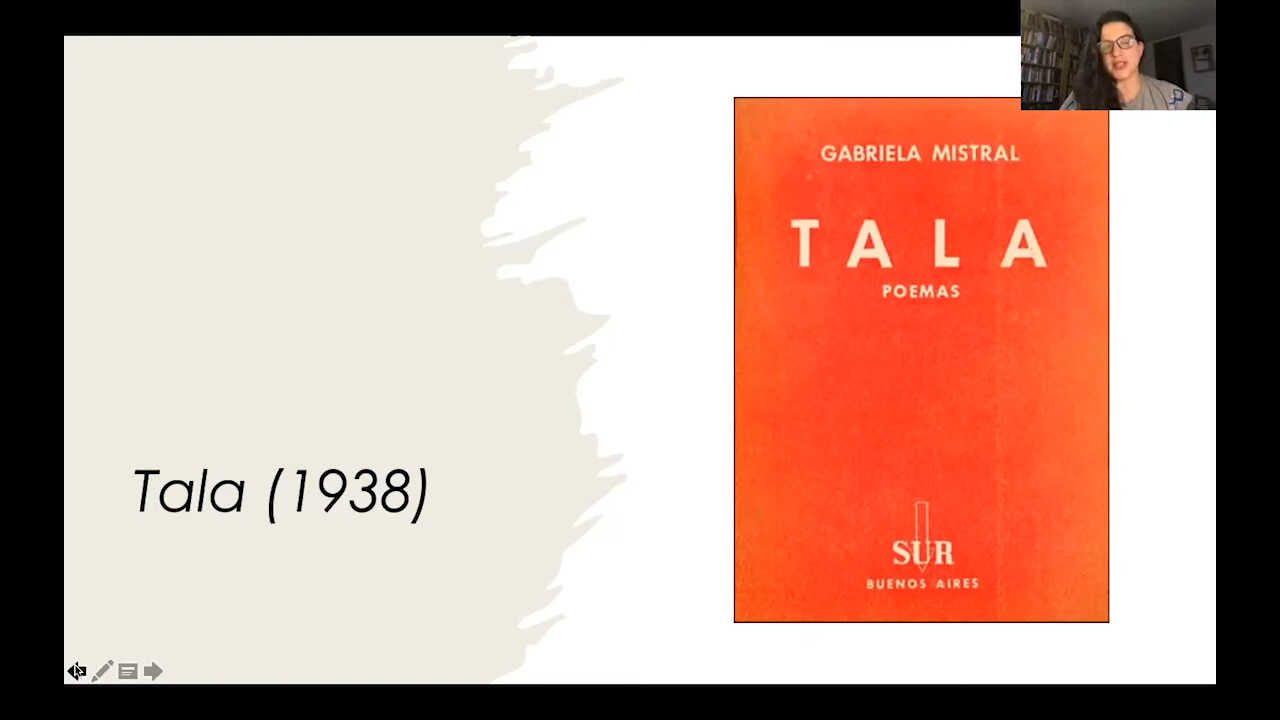 Tala (1938)
GABRIELA MISTRAL
TALA
POEMAS
SUR
BUENOS AIRES